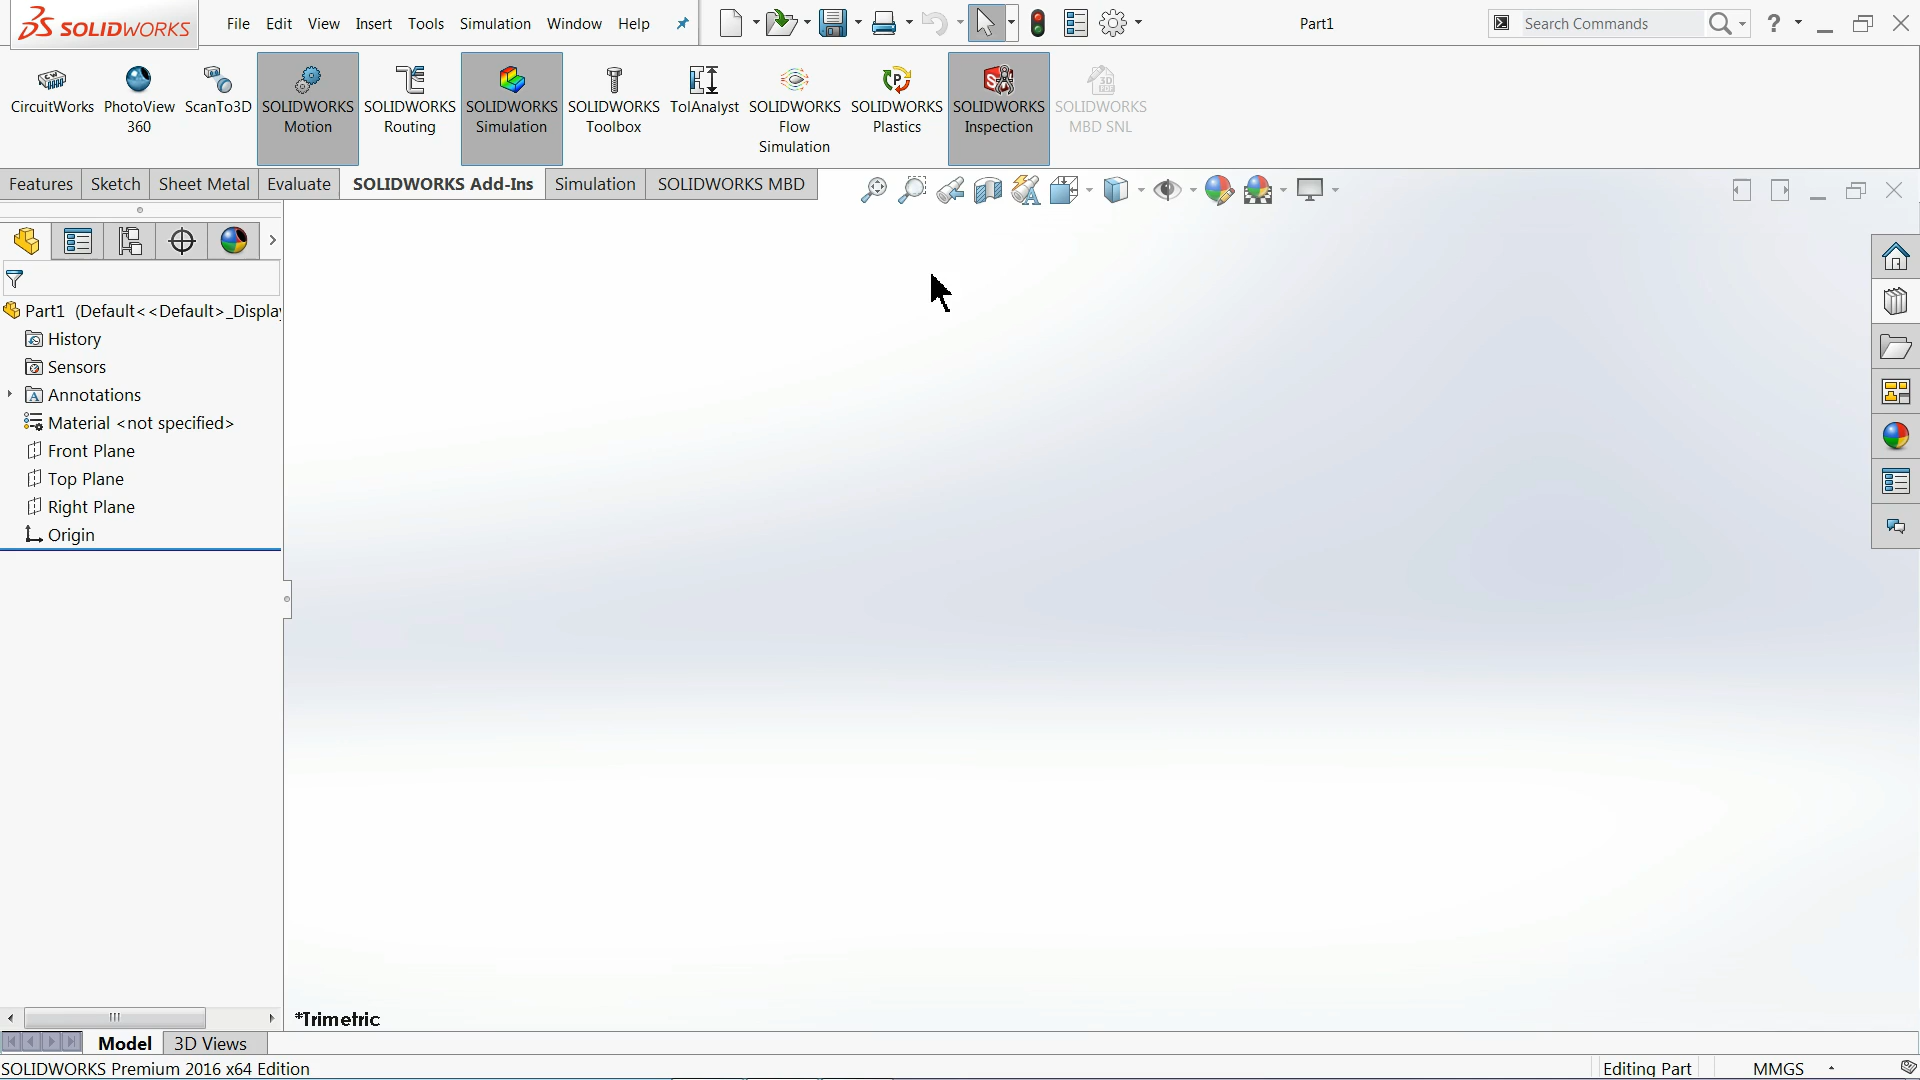 SOLIDWORKS File Edit View Insert Tools Simulation Window Help Part1 Search Commands ?
CircuitWorks PhotoView 360 ScanTo3D SOLIDWORKS Motion SOLIDWORKS Routing SOLIDWORKS Simulation SOLIDWORKS Toolbox TolAnalyst SOLIDWORKS Flow Simulation SOLIDWORKS Plastics SOLIDWORKS Inspection SOLIDWORKS MBD SNL
Features Sketch Sheet Metal Evaluate SOLIDWORKS Add-Ins Simulation SOLIDWORKS MBD
Part1 (Default<<Default>_Displa
History
Sensors
Annotations
Material <not specified>
Front Plane
Top Plane
Right Plane
Origin
*Trimetric
Model 3D Views
SOLIDWORKS Premium 2016 x64 Edition Editing Part MMGS